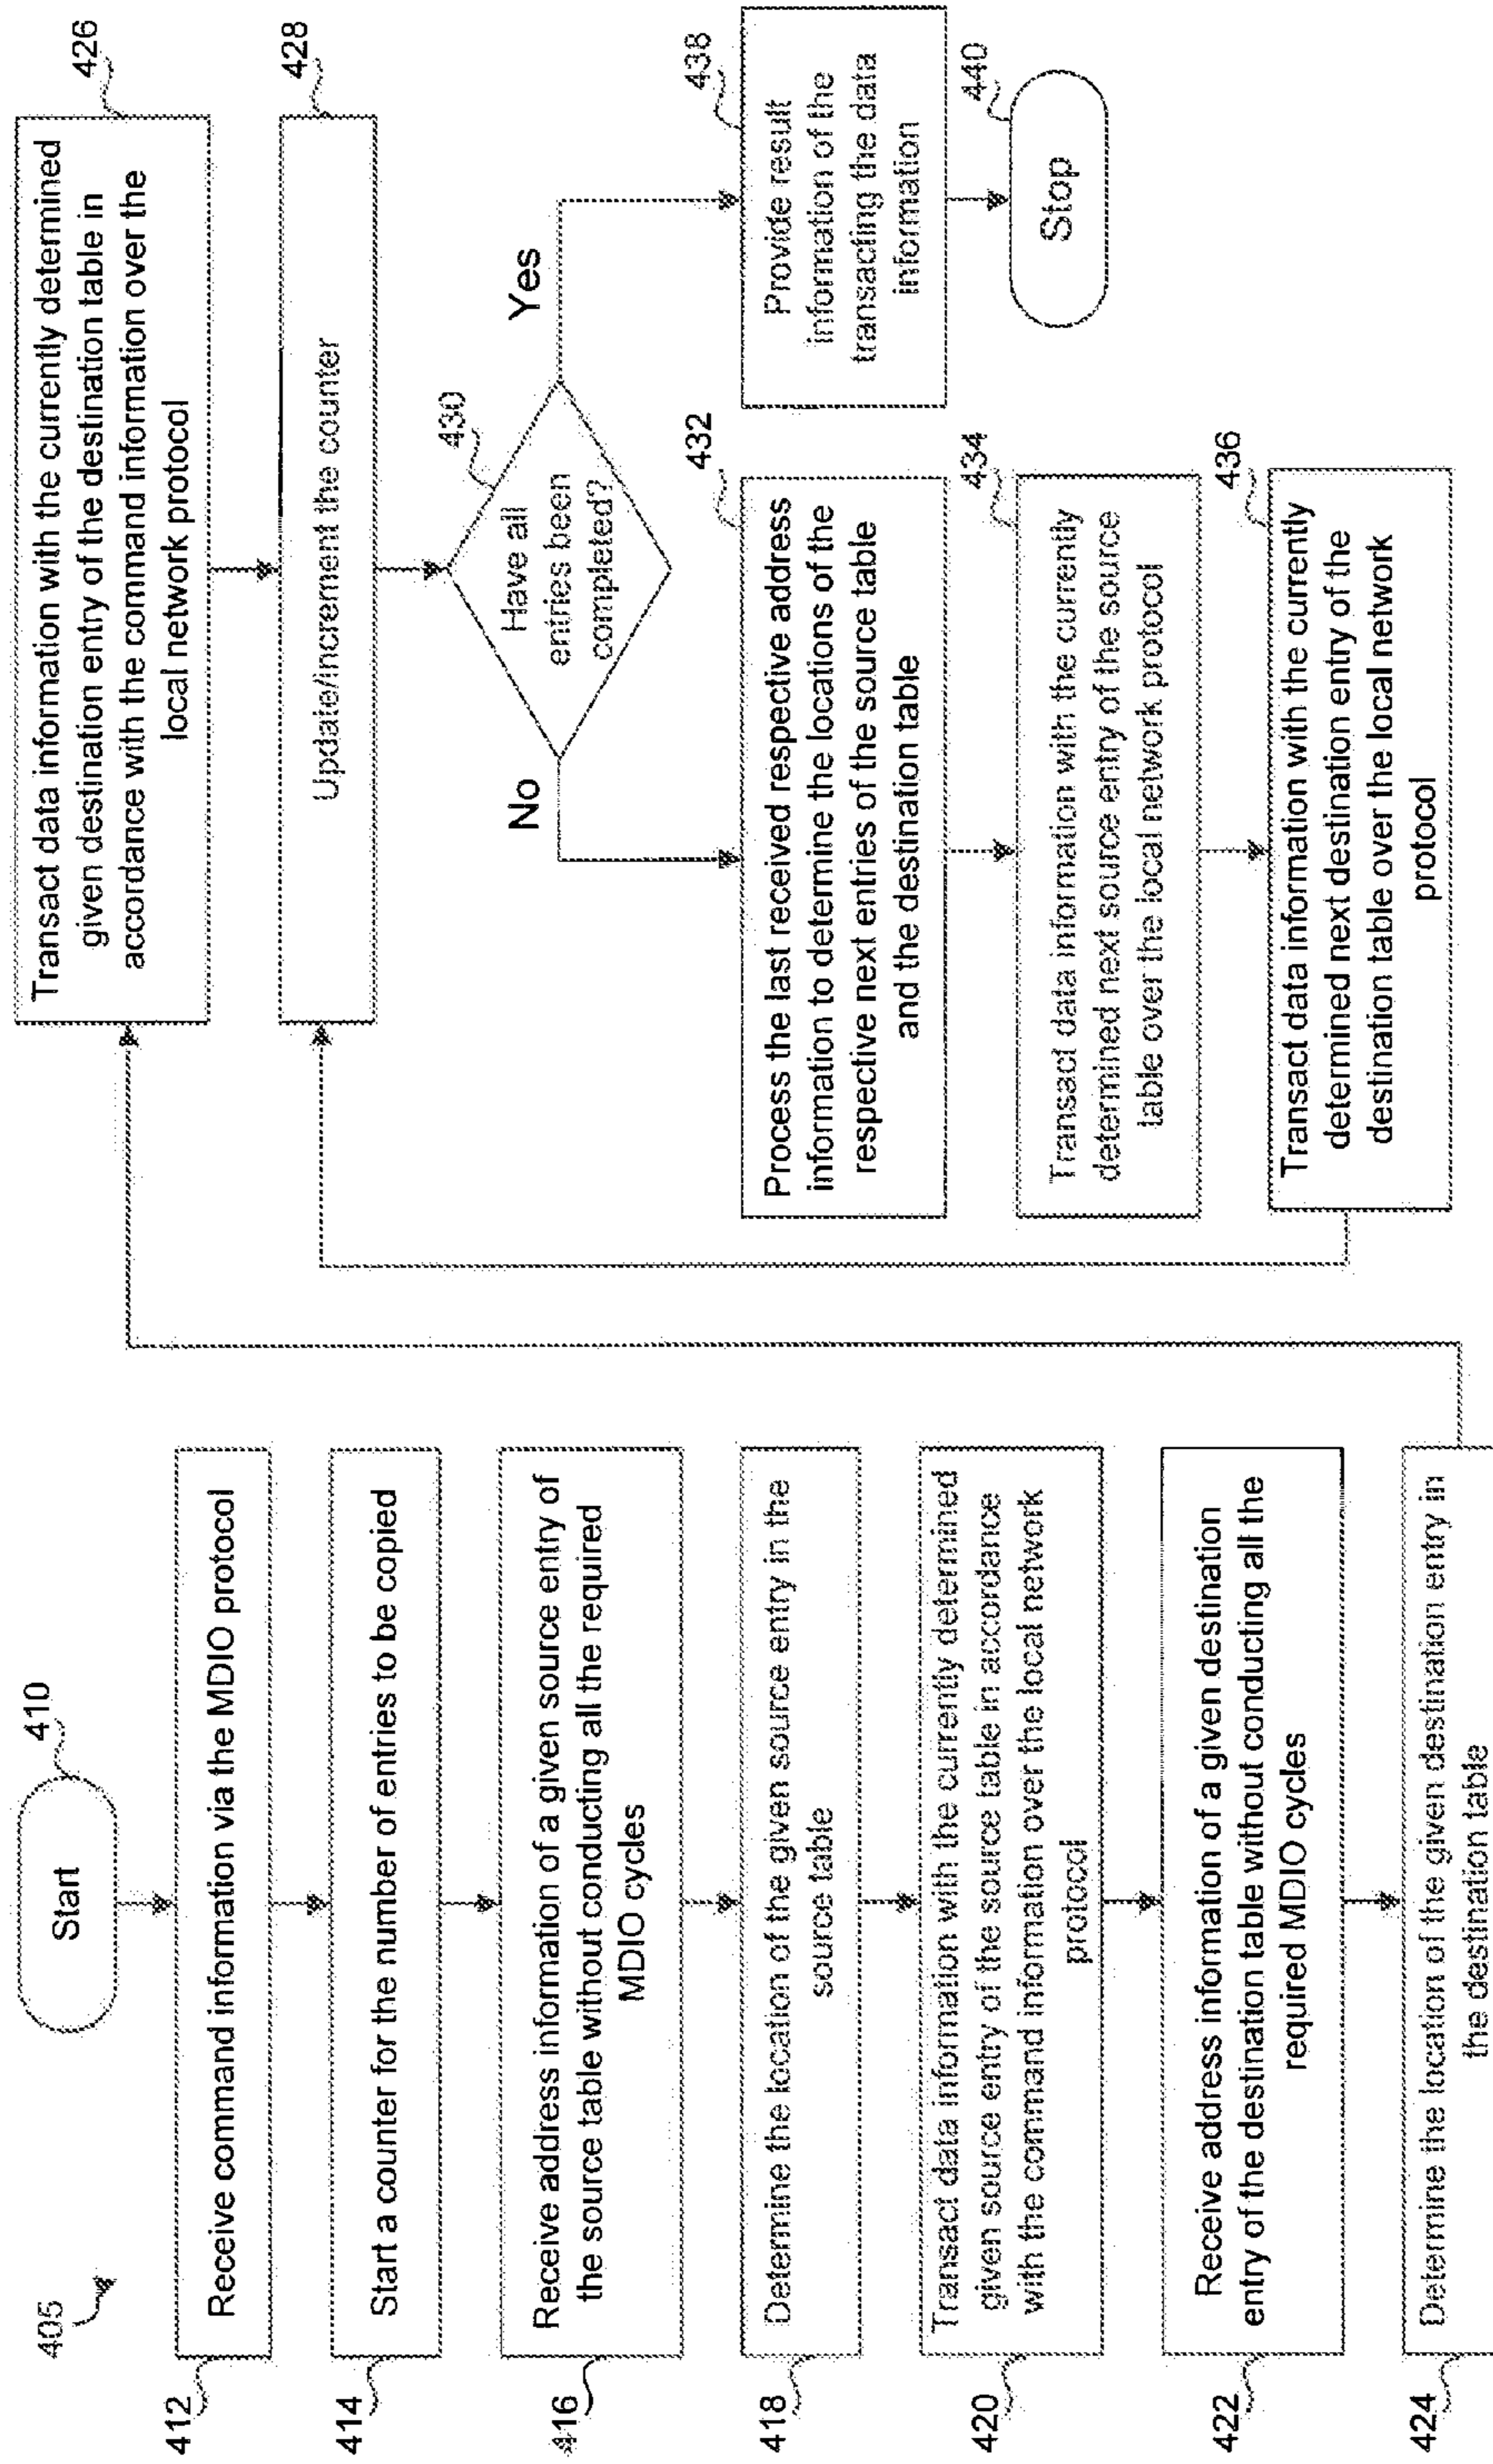 405
Start
410
412
Receive command information via the MDIO protocol
414
Start a counter for the number of entries to be copied
416
Receive address information of a given source entry of
the source table without conducting all the required
MDIO cycles
418
Determine the location of the given source entry in the
source table
420
Transact data information with the currently determined
given source entry of the source table in accordance
with the command information over the local network
protocol
422
Receive address information of a given destination
entry of the destination table without conducting all the
required MDIO cycles
424
Determine the location of the given destination entry in
the destination table
426
Transact data information with the currently determined
given destination entry of the destination table in
accordance with the command information over the
local network protocol
428
Update/increment the counter
430
Have all
entries been
completed?
No
Yes
432
Process the last received respective address
information to determine the locations of the
respective next entries of the source table
and the destination table
434
Transact data information with the currently
determined next source entry of the source
table over the local network protocol
436
Transact data information with the currently
determined next destination entry of the
destination table over the local network
protocol
438
Provide result
information of the
transacting the data
information
440
Stop